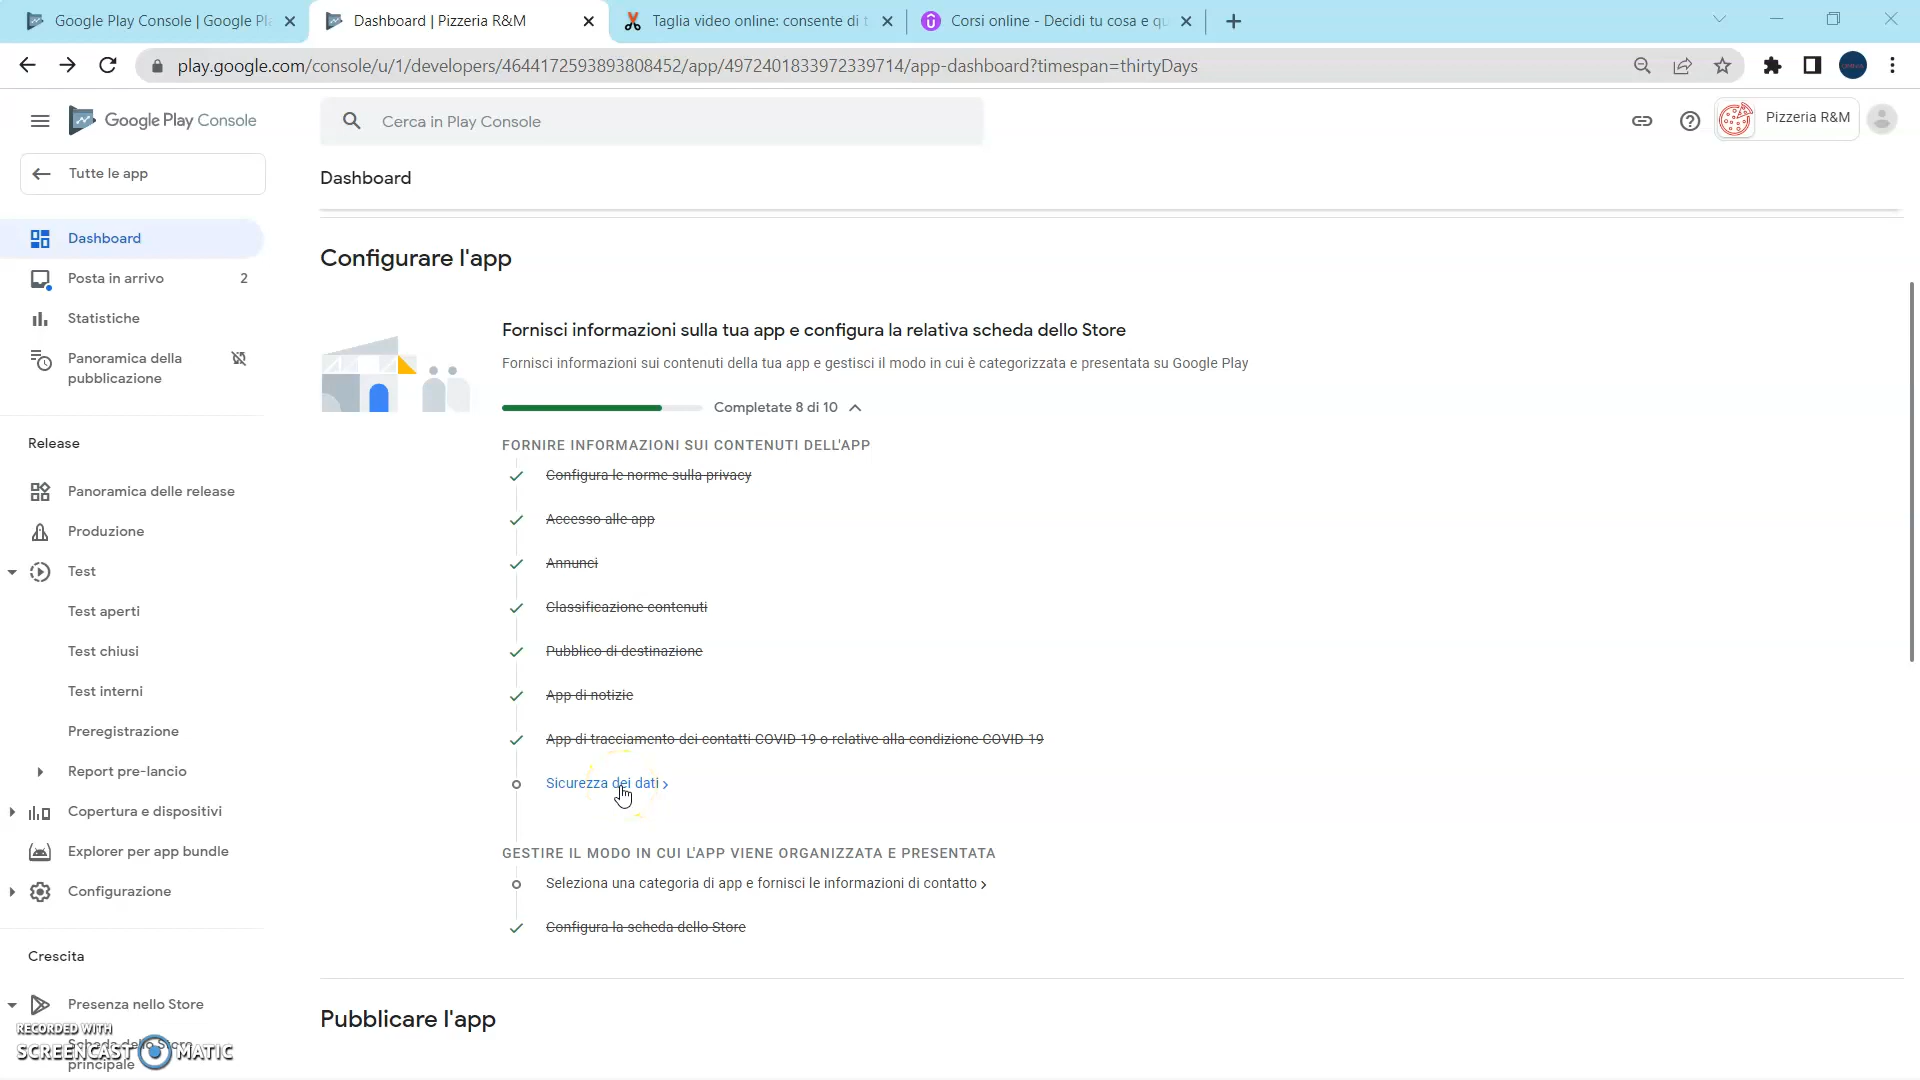 Google Play Console | Google Pl
Dashboard | Pizzeria R&M
Taglia video online: consente di t
Corsi online - Decidi tu cosa e qu
play.google.com/console/u/1/developers/4644172593893808452/app/4972401833972339714/app-dashboard?timespan=thirtyDays
Google Play Console
Cerca in Play Console
Pizzeria R&M
Tutte le app
Dashboard
Dashboard
Posta in arrivo 2
Statistiche
Panoramica della
pubblicazione
Release
Panoramica delle release
Produzione
Test
Test aperti
Test chiusi
Test interni
Preregistrazione
Report pre-lancio
Copertura e dispositivi
Explorer per app bundle
Configurazione
Crescita
Presenza nello Store
Scheda dello Store
principale
RECORDED WITH
SCREENCAST MATIC
Configurare l'app
Fornisci informazioni sulla tua app e configura la relativa scheda dello Store
Fornisci informazioni sui contenuti della tua app e gestisci il modo in cui è categorizzata e presentata su Google Play
Completate 8 di 10
FORNIRE INFORMAZIONI SUI CONTENUTI DELL'APP
Configura le norme sulla privacy
Accesso alle app
Annunci
Classificazione contenuti
Pubblico di destinazione
App di notizie
App di tracciamento dei contatti COVID 19 o relative alla condizione COVID 19
Sicurezza dei dati
GESTIRE IL MODO IN CUI L'APP VIENE ORGANIZZATA E PRESENTATA
Seleziona una categoria di app e fornisci le informazioni di contatto
Configura la scheda dello Store
Pubblicare l'app